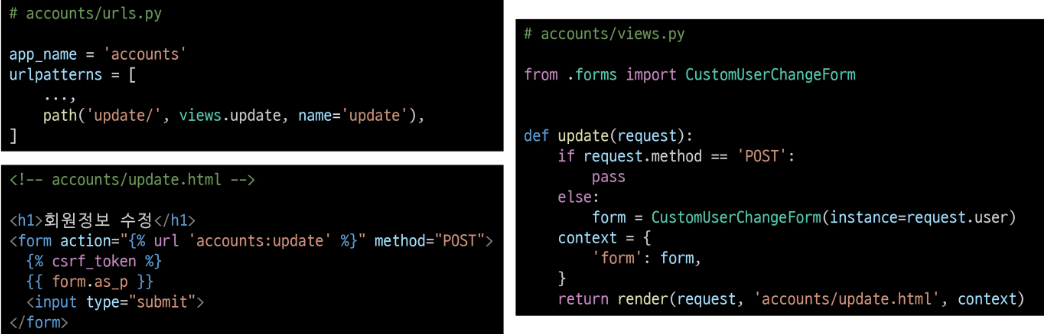 # accounts/urls.py
app_name = 'accounts'
urlpatterns = [
    ...,
    path('update/', views.update, name='update'),
]
<!-- accounts/update.html -->
<h1>회원정보 수정</h1>
<form action="{% url 'accounts:update' %}" method="POST">
  {% csrf_token %}
  {{ form.as_p }}
  <input type="submit">
</form>
# accounts/views.py
from .forms import CustomUserChangeForm
def update(request):
    if request.method == 'POST':
        pass
    else:
        form = CustomUserChangeForm(instance=request.user)
    context = {
        'form': form,
    }
    return render(request, 'accounts/update.html', context)